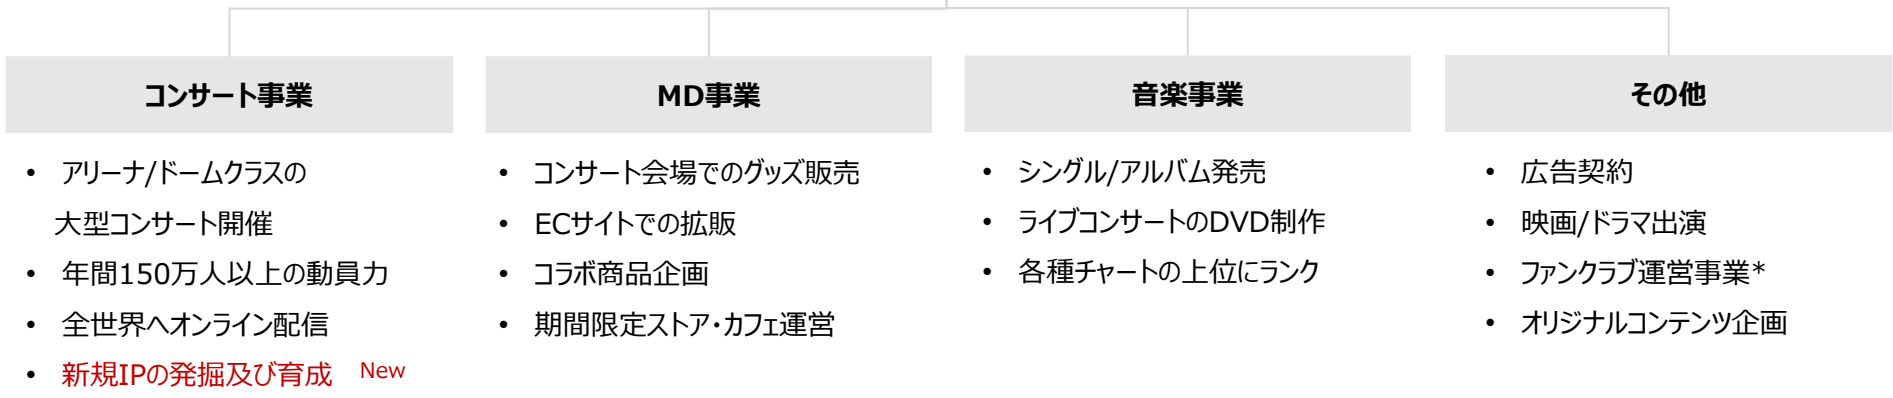 コンサート事業
• アリーナ/ドームクラスの
大型コンサート開催
• 年間150万人以上の動員力
• 全世界へオンライン配信
• 新規IPの発掘及び育成 New
MD事業
• コンサート会場でのグッズ販売
• ECサイトでの拡販
• コラボ商品企画
• 期間限定ストア・カフェ運営
音楽事業
• シングル/アルバム発売
• ライブコンサートのDVD制作
• 各種チャートの上位にランク
その他
• 広告契約
• 映画/ドラマ出演
• ファンクラブ運営事業*
• オリジナルコンテンツ企画